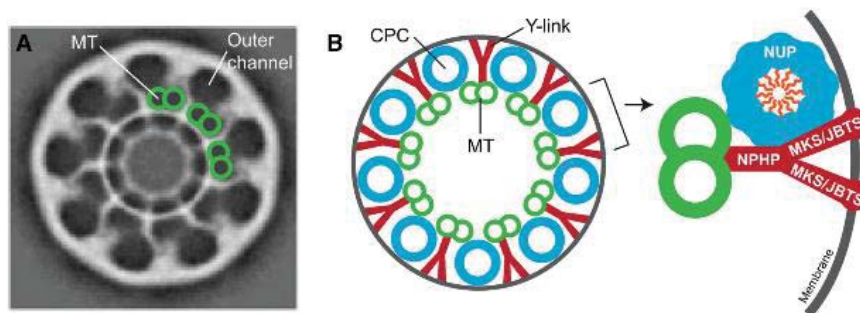 A
MT
Outer
channel
B
CPC
Y-link
MT
NUP
NPHP
MKS/JBTS
MKS/JBTS
Membrane